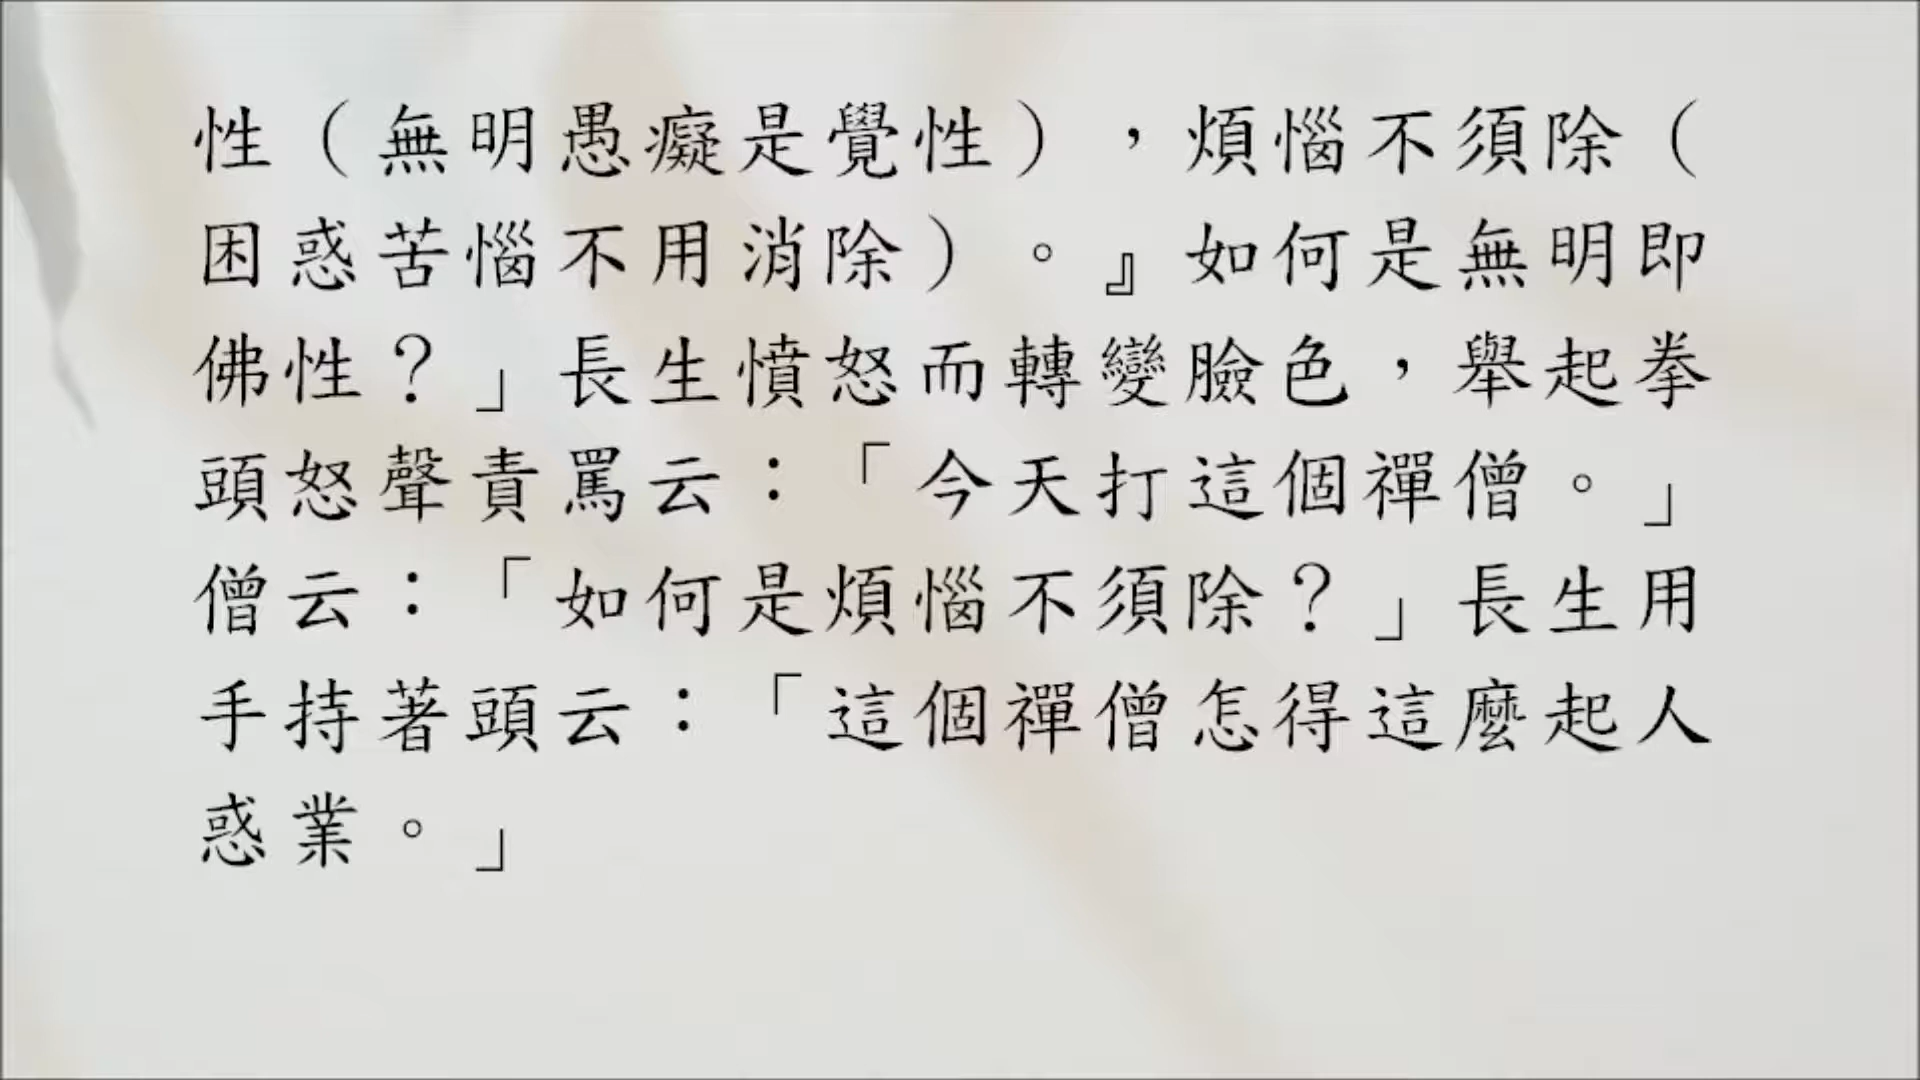 性（無明愚癡是覺性），煩惱不須除（
困惑苦惱不用消除）。』如何是無明即
佛性？」長生憤怒而轉變臉色，舉起拳
頭怒聲責罵云：「今天打這個禪僧。」
僧云：「如何是煩惱不須除？」長生用
手持著頭云：「這個禪僧怎得這麼起人
惑業。」